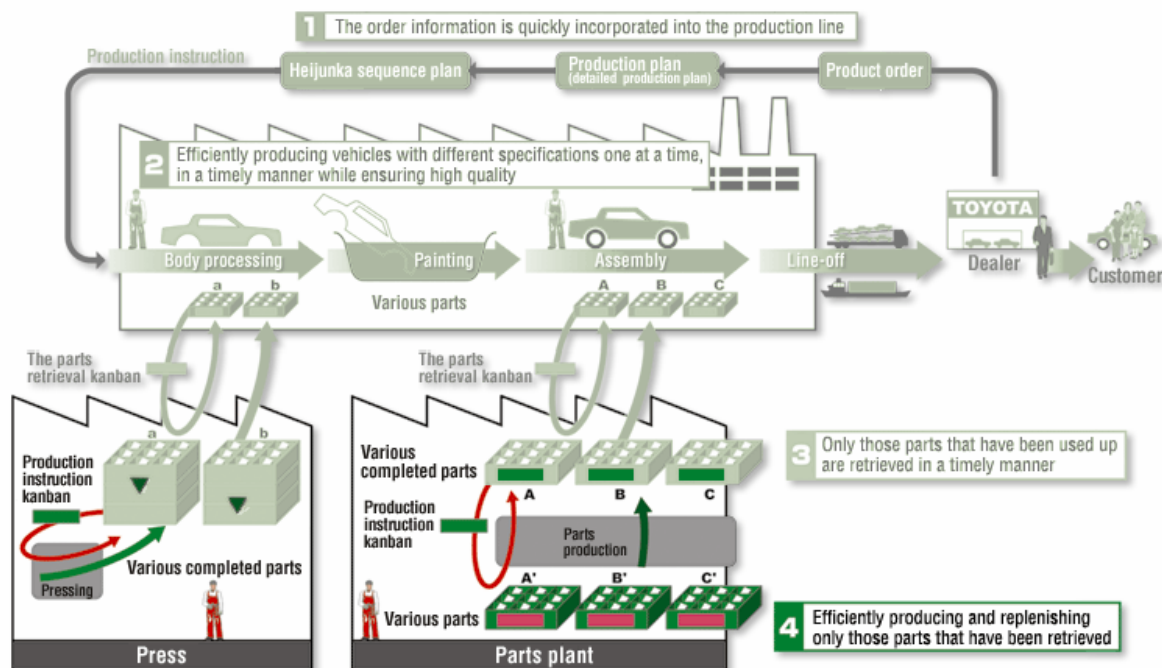 1 The order information is quickly incorporated into the production line
Production instruction
Heijunka sequence plan
Production plan
(detailed production plan)
Product order
2 Efficiently producing vehicles with different specifications one at a time,
in a timely manner while ensuring high quality
TOYOTA
Body processing
Painting
Assembly
Line-off
Dealer
Customer
Various parts
a b
A B C
The parts
retrieval kanban
The parts
retrieval kanban
a b
Production
instruction
kanban
Pressing
Various completed parts
Press
Various
completed parts
A B C
Production
instruction
kanban
Parts
production
A' B' C'
Various parts
Parts plant
3 Only those parts that have been used up
are retrieved in a timely manner
4 Efficiently producing and replenishing
only those parts that have been retrieved